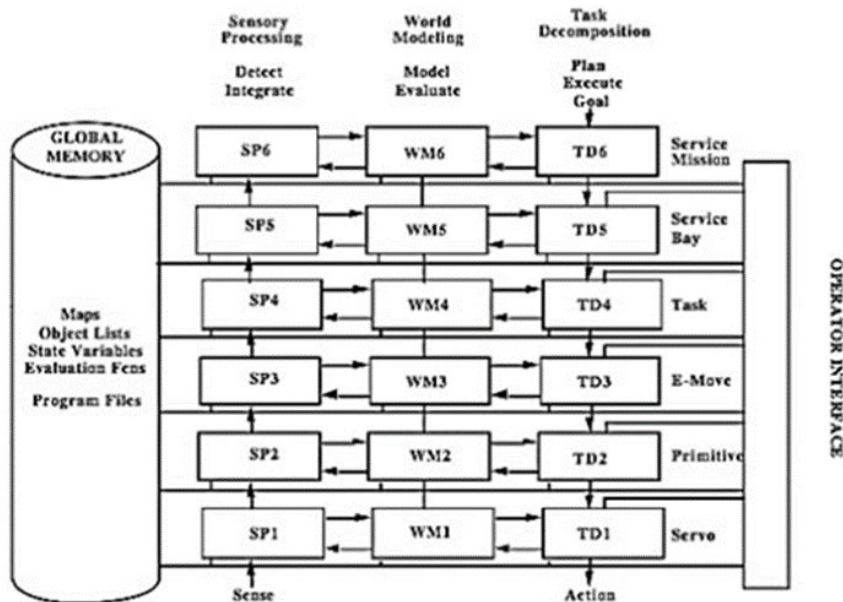 Sensory
Processing
Detect
Integrate
World
Modeling
Model
Evaluate
Task
Decomposition
Plan
Execute
Goal
GLOBAL
MEMORY
Maps
Object Lists
State Variables
Evaluation Fcns
Program Files
SP6
WM6
TD6
Service
Mission
SP5
WM5
TD5
Service
Bay
SP4
WM4
TD4
Task
SP3
WM3
TD3
E-Move
SP2
WM2
TD2
Primitive
SP1
WM1
TD1
Servo
Sense
Action
OPERATOR INTERFACE